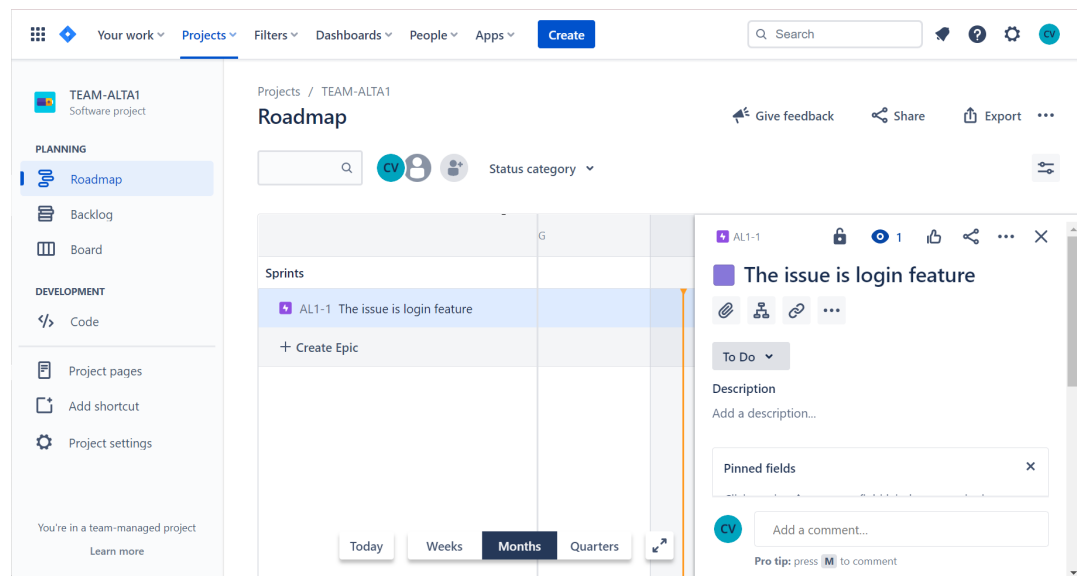 Your work Projects Filters Dashboards People Apps Create Search CV
TEAM-ALTA1
Software project
PLANNING
Roadmap
Backlog
Board
DEVELOPMENT
Code
Project pages
Add shortcut
Project settings
You're in a team-managed project
Learn more
Projects / TEAM-ALTA1
Roadmap
Give feedback Share Export
CV Status category
G
Sprints
AL1-1 The issue is login feature
+ Create Epic
Today Weeks Months Quarters
AL1-1 1
The issue is login feature
To Do
Description
Add a description...
Pinned fields
CV Add a comment...
Pro tip: press M to comment